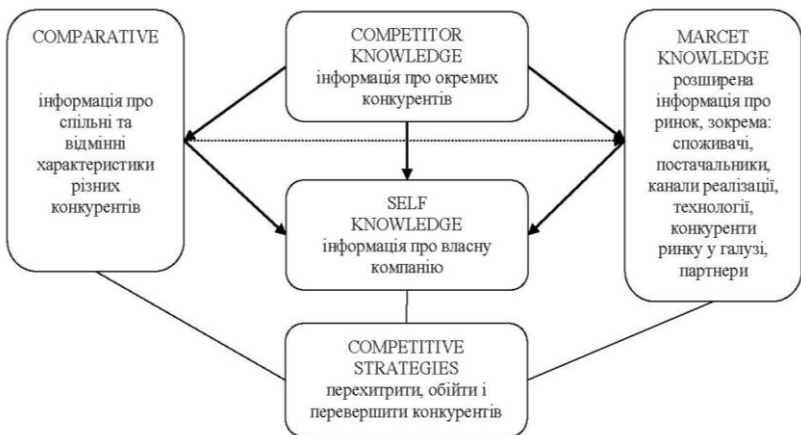 COMPARATIVE
інформація про
спільні та
відмінні
характеристики
різних
конкурентів
COMPETITOR
KNOWLEDGE
інформація про окремих
конкурентів
MARCET
KNOWLEDGE
розширена
інформація про
ринок, зокрема:
споживачі,
постачальники,
канали реалізації,
технології,
конкуренти
ринку у галузі,
партнери
SELF
KNOWLEDGE
інформація про власну
компанію
COMPETITIVE
STRATEGIES
перехитрити, обійти і
перевершити конкурентів